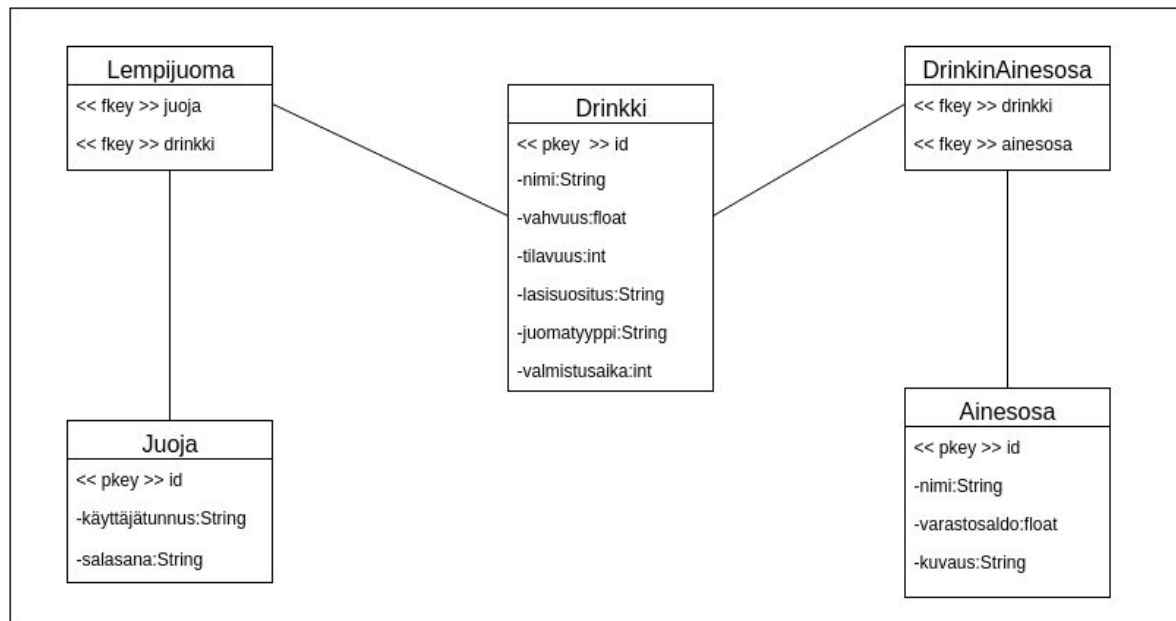 Lempijuoma
<< fkey >> juoja
<< fkey >> drinkki
Drinkki
<< pkey >> id
-nimi:String
-vahvuus:float
-tilavuus:int
-lasisuositus:String
-juomatyyppi:String
-valmistusaika:int
DrinkinAinesosa
<< fkey >> drinkki
<< fkey >> ainesosa
Juoja
<< pkey >> id
-käyttäjätunnus:String
-salasana:String
Ainesosa
<< pkey >> id
-nimi:String
-varastosaldo:float
-kuvaus:String